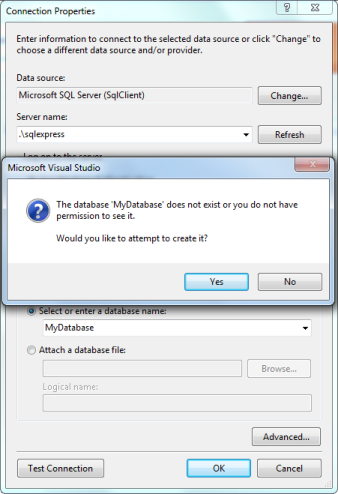 Connection Properties
Enter information to connect to the selected data source or click "Change" to
choose a different data source and/or provider.
Data source:
Microsoft SQL Server (SqlClient)
Change...
Server name:
.\sqlexpress
Refresh
Log on to the server
Microsoft Visual Studio
The database 'MyDatabase' does not exist or you do not have
permission to see it.
Would you like to attempt to create it?
Yes
No
Select or enter a database name:
MyDatabase
Attach a database file:
Browse...
Logical name:
Advanced...
Test Connection
OK
Cancel